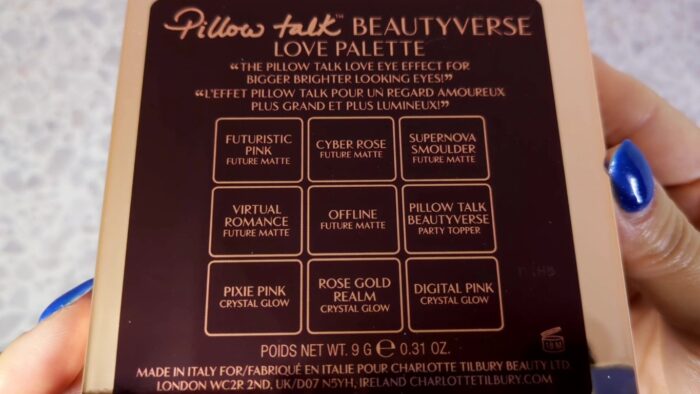 Pillow talk™ BEAUTYVERSE
LOVE PALETTE
“THE PILLOW TALK LOVE EYE EFFECT FOR
BIGGER BRIGHTER LOOKING EYES!”
“L'EFFET PILLOW TALK POUR UN REGARD AMOUREUX
PLUS GRAND ET PLUS LUMINEUX!”
FUTURISTIC
PINK
FUTURE MATTE
CYBER ROSE
FUTURE MATTE
SUPERNOVA
SMOULDER
FUTURE MATTE
VIRTUAL
ROMANCE
FUTURE MATTE
OFFLINE
FUTURE MATTE
PILLOW TALK
BEAUTYVERSE
PARTY TOPPER
PIXIE PINK
CRYSTAL GLOW
ROSE GOLD
REALM
CRYSTAL GLOW
DIGITAL PINK
CRYSTAL GLOW
POIDS NET WT. 9 G ℮ 0.31 OZ.
18 M
MADE IN ITALY FOR/FABRIQUÉ EN ITALIE POUR CHARLOTTE TILBURY BEAUTY LTD.
LONDON WC2R 2ND, UK/D07 N5YH, IRELAND CHARLOTTETILBURY.COM